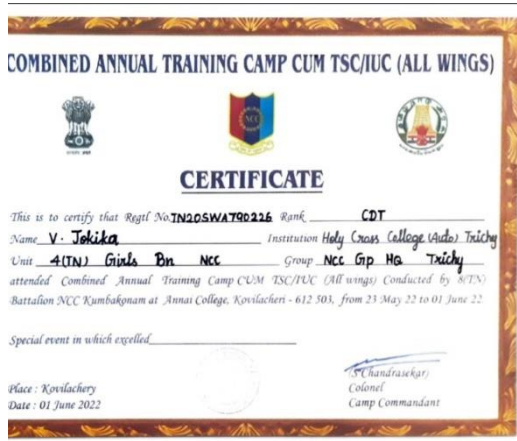 COMBINED ANNUAL TRAINING CAMP CUM TSC/IUC (ALL WINGS)
NCC
CERTIFICATE
This is to certify that Regtl No. TN20SWA790226 Rank CDT
Name V. Jokika Institution Holy Cross College (Auto) Trichy
Unit 4(TN) Girls Bn NCC Group NCC Gp HQ Trichy
attended Combined Annual Training Camp CUM TSC/IUC (All wings) Conducted by 8(TN)
Battalion NCC Kumbakonam at Annai College, Kovilacheri - 612 503, from 23 May 22 to 01 June 22
Special event in which excelled
(S Chandrasekar)
Place : Kovilachery
Colonel
Date : 01 June 2022
Camp Commandant